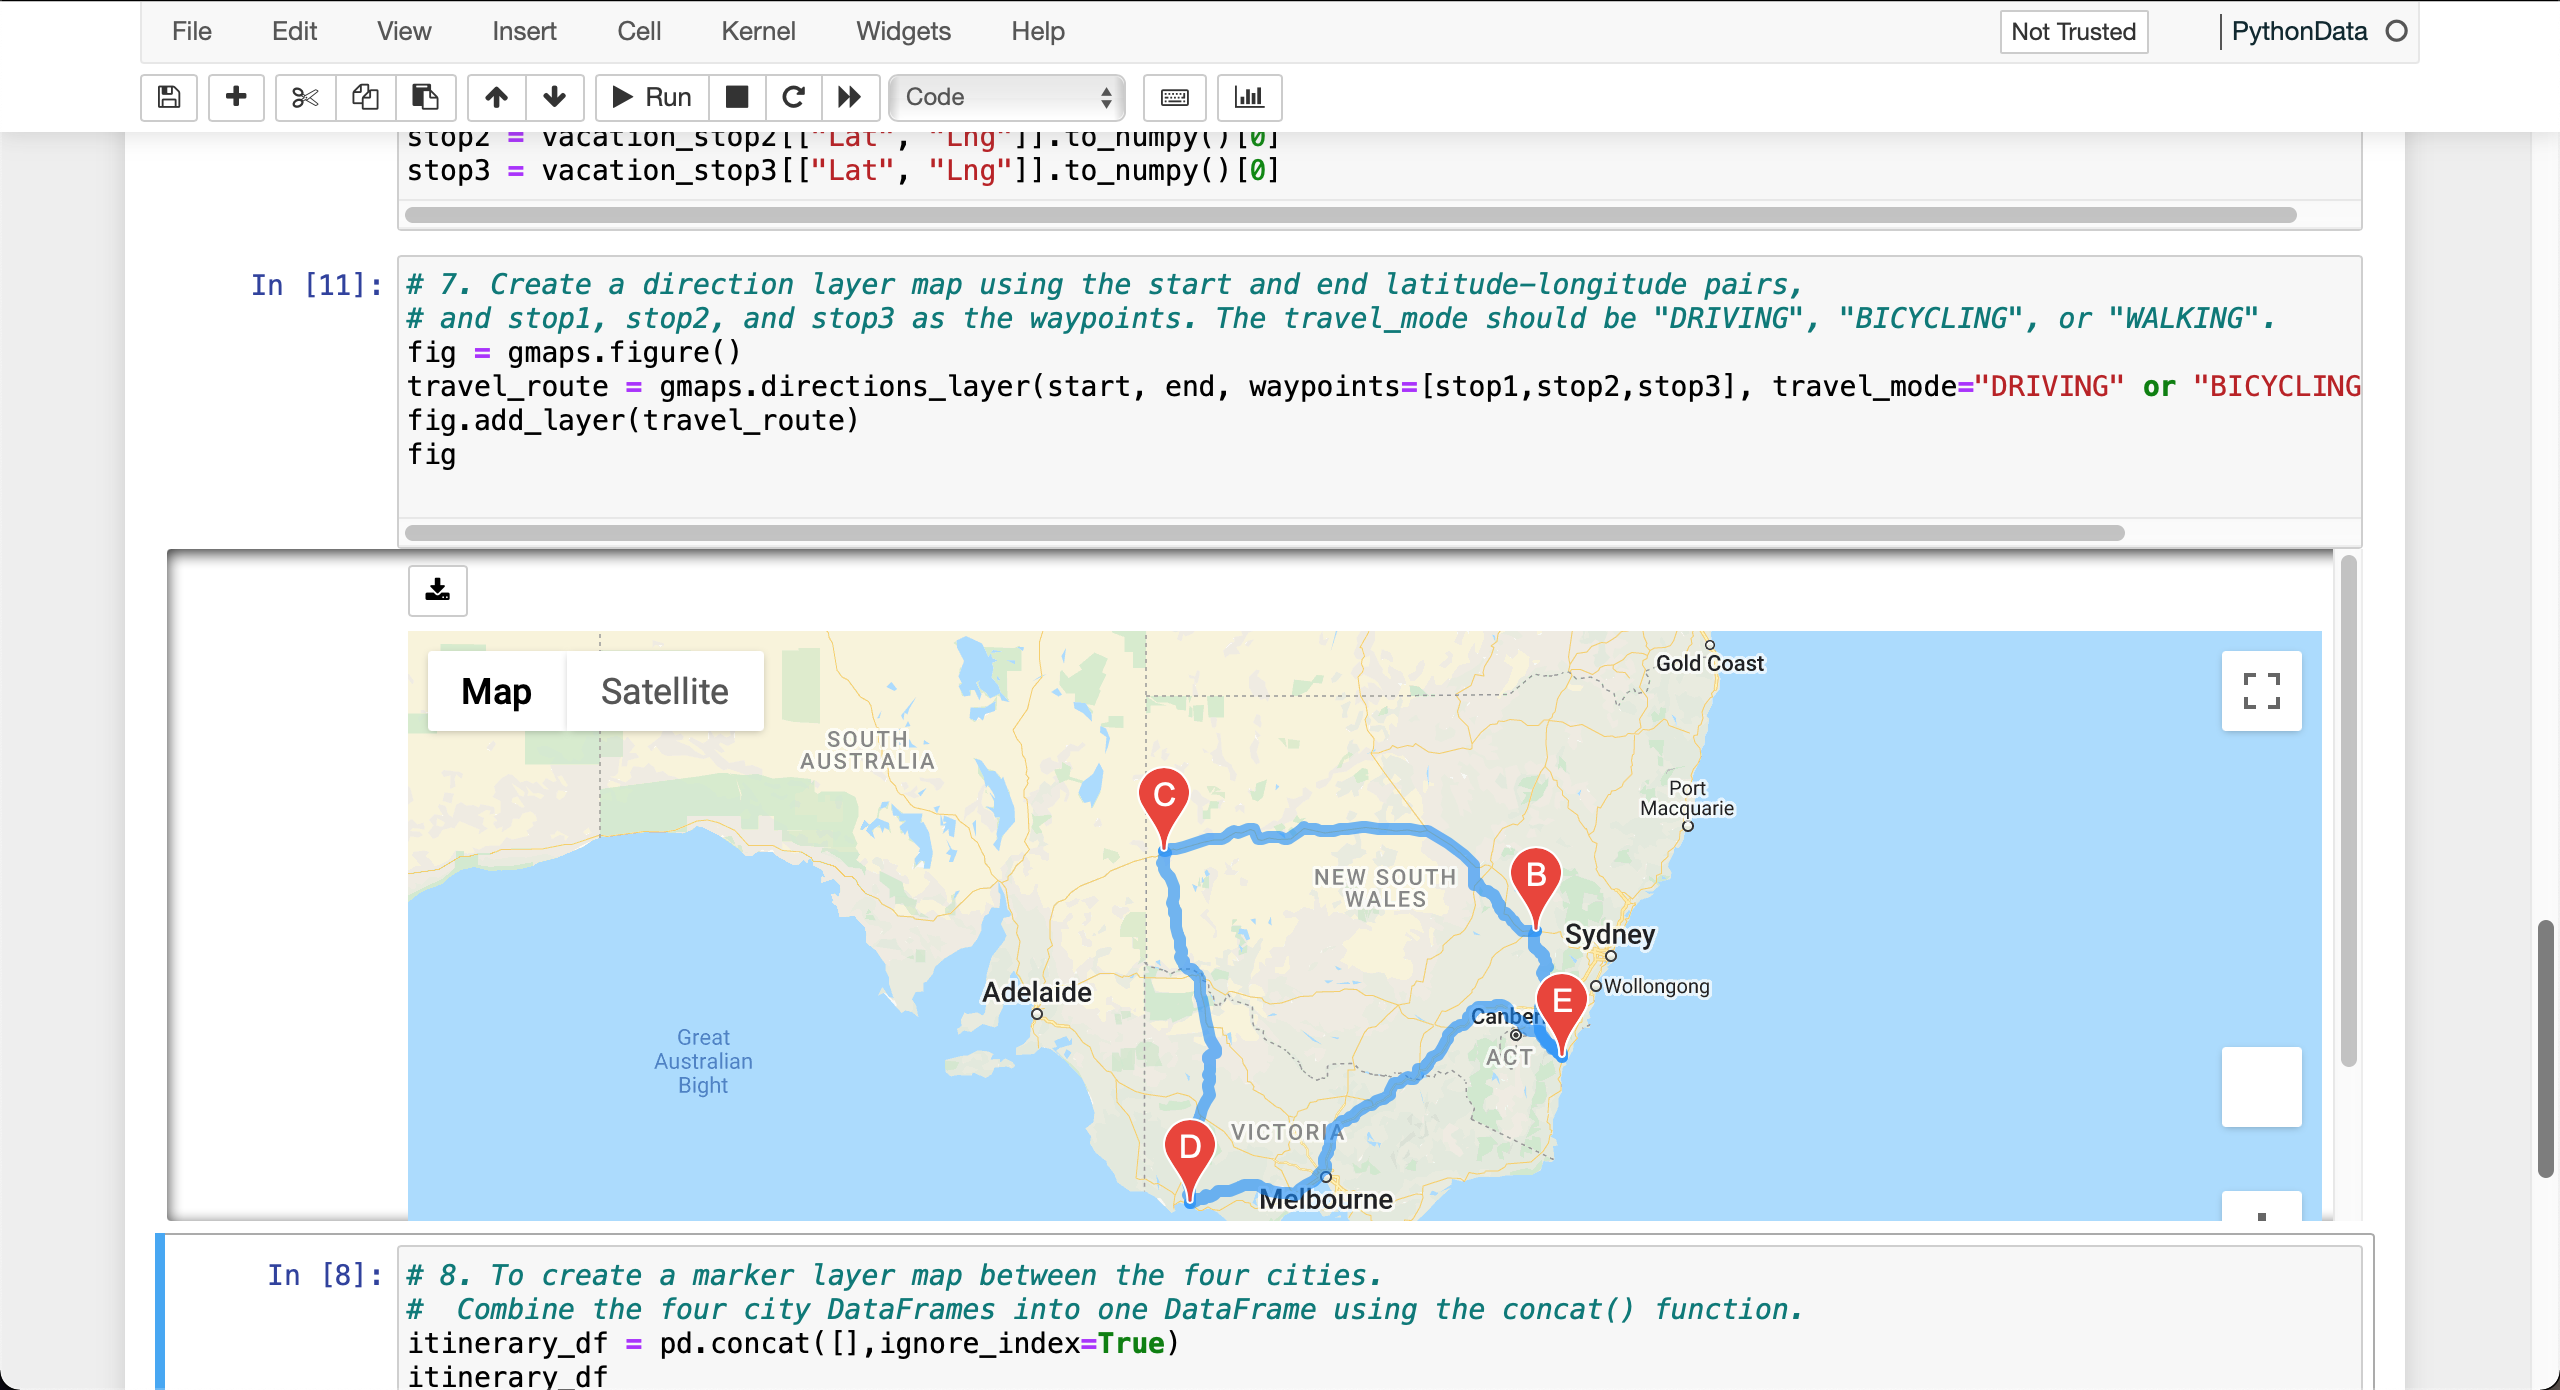 File Edit View Insert Cell Kernel Widgets Help Not Trusted PythonData
Run Code
stop2 = vacation_stop2[["Lat", "Lng"]].to_numpy()[0]
stop3 = vacation_stop3[["Lat", "Lng"]].to_numpy()[0]
In [11]:
# 7. Create a direction layer map using the start and end latitude-longitude pairs,
# and stop1, stop2, and stop3 as the waypoints. The travel_mode should be "DRIVING", "BICYCLING", or "WALKING".
fig = gmaps.figure()
travel_route = gmaps.directions_layer(start, end, waypoints=[stop1,stop2,stop3], travel_mode="DRIVING" or "BICYCLING
fig.add_layer(travel_route)
fig
Map Satellite
Gold Coast
SOUTH
AUSTRALIA
Port
Macquarie
C
B
NEW SOUTH
WALES
Sydney
Wollongong
Adelaide
E
Canber
ACT
Great
Australian
Bight
VICTORIA
D
Melbourne
In [8]:
# 8. To create a marker layer map between the four cities.
#  Combine the four city DataFrames into one DataFrame using the concat() function.
itinerary_df = pd.concat([],ignore_index=True)
itinerary_df